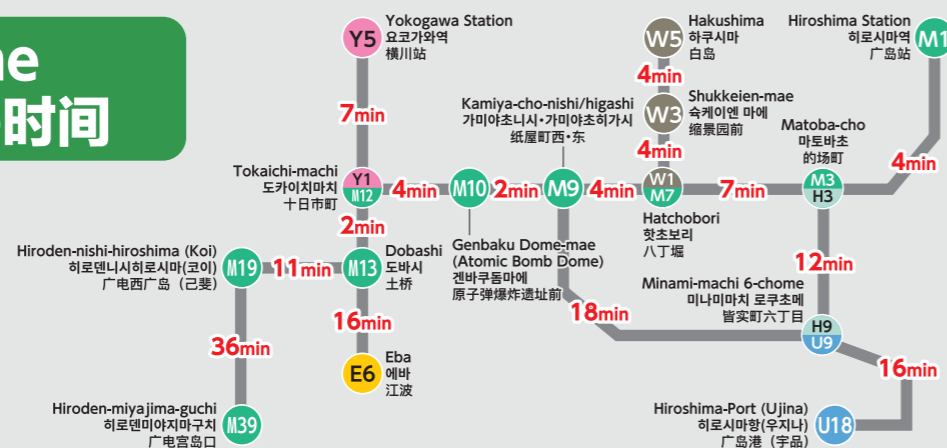 ne
时间
Yokogawa Station
요코가와역
横川站
Y5
7min
Tokaichi-machi
도카이치마치
十日市町
Y1
M12
4min
M10
2min
Genbaku Dome-mae
(Atomic Bomb Dome)
겐바쿠돔마에
原子弹爆炸遗址前
Kamiya-cho-nishi/higashi
가미야초니시•가미야초히가시
纸屋町西•东
M9
4min
Hakushima
하쿠시마
白岛
W5
4min
Shukkeien-mae
슉케이엔 마에
缩景园前
W3
4min
W1
M7
Hatchobori
핫초보리
八丁堀
7min
Matoba-cho
마토바초
的场町
M3
H3
Hiroshima Station
히로시마역
广岛站
M1
4min
2min
Dobashi
도바시
土桥
M13
11min
Hiroden-nishi-hiroshima (Koi)
히로덴니시히로시마(코이)
广电西广岛（己斐）
M19
36min
Hiroden-miyajima-guchi
히로덴미야지마구치
广电宫岛口
M39
16min
Eba
에바
江波
E6
18min
12min
Minami-machi 6-chome
미나미마치 로쿠초메
皆实町六丁目
H9
U9
16min
Hiroshima-Port (Ujina)
히로시마항(우지나)
广岛港（宇品）
U18